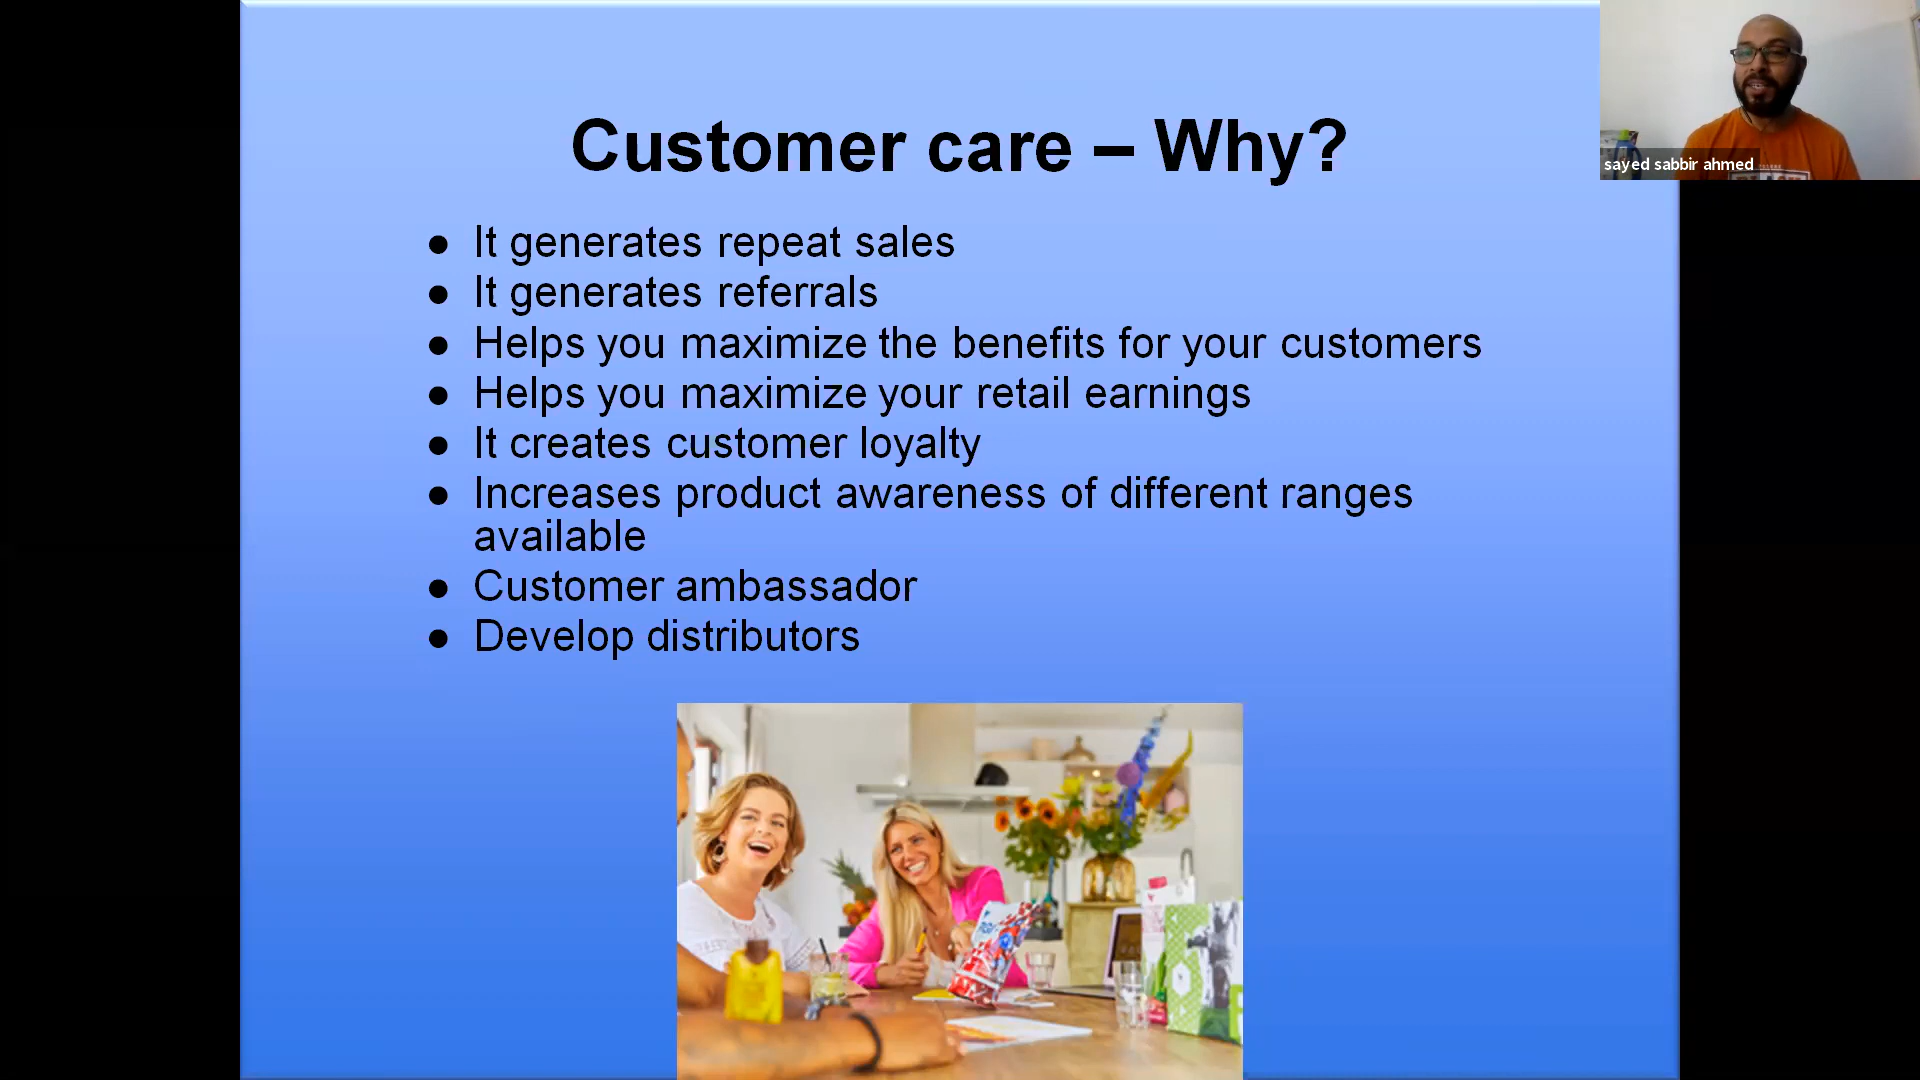 Customer care – Why?
● It generates repeat sales
● It generates referrals
● Helps you maximize the benefits for your customers
● Helps you maximize your retail earnings
● It creates customer loyalty
● Increases product awareness of different ranges
available
● Customer ambassador
● Develop distributors
sayed sabbir ahmed